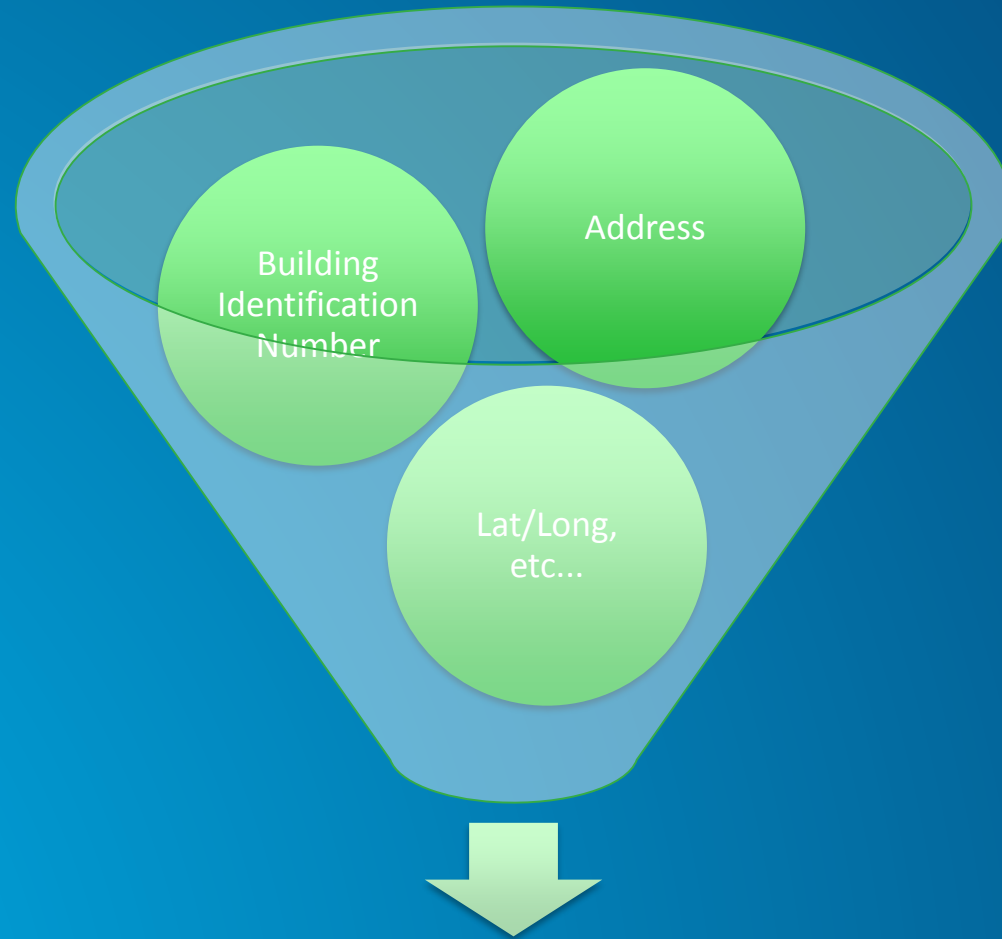 Address
Building
Identification
Number
Lat/Long,
etc...